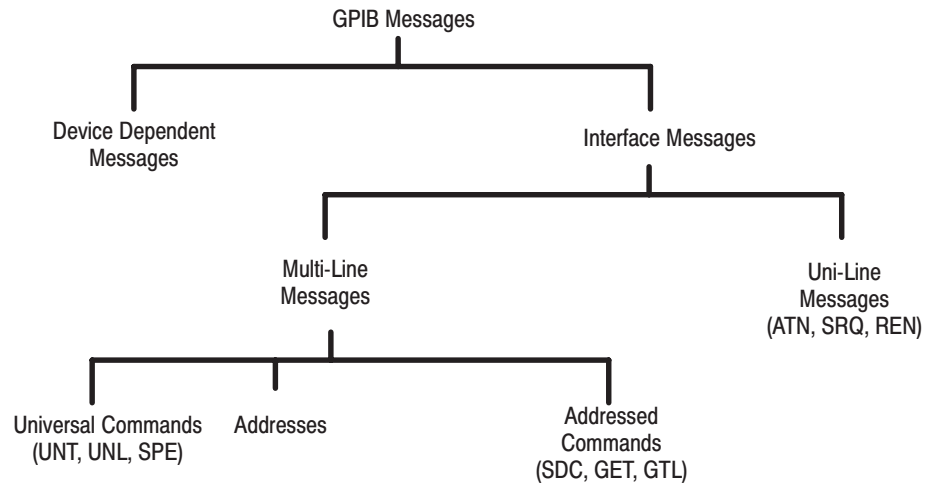 GPIB Messages
Device Dependent
Messages
Interface Messages
Multi-Line
Messages
Uni-Line
Messages
(ATN, SRQ, REN)
Universal Commands
(UNT, UNL, SPE)
Addresses
Addressed
Commands
(SDC, GET, GTL)